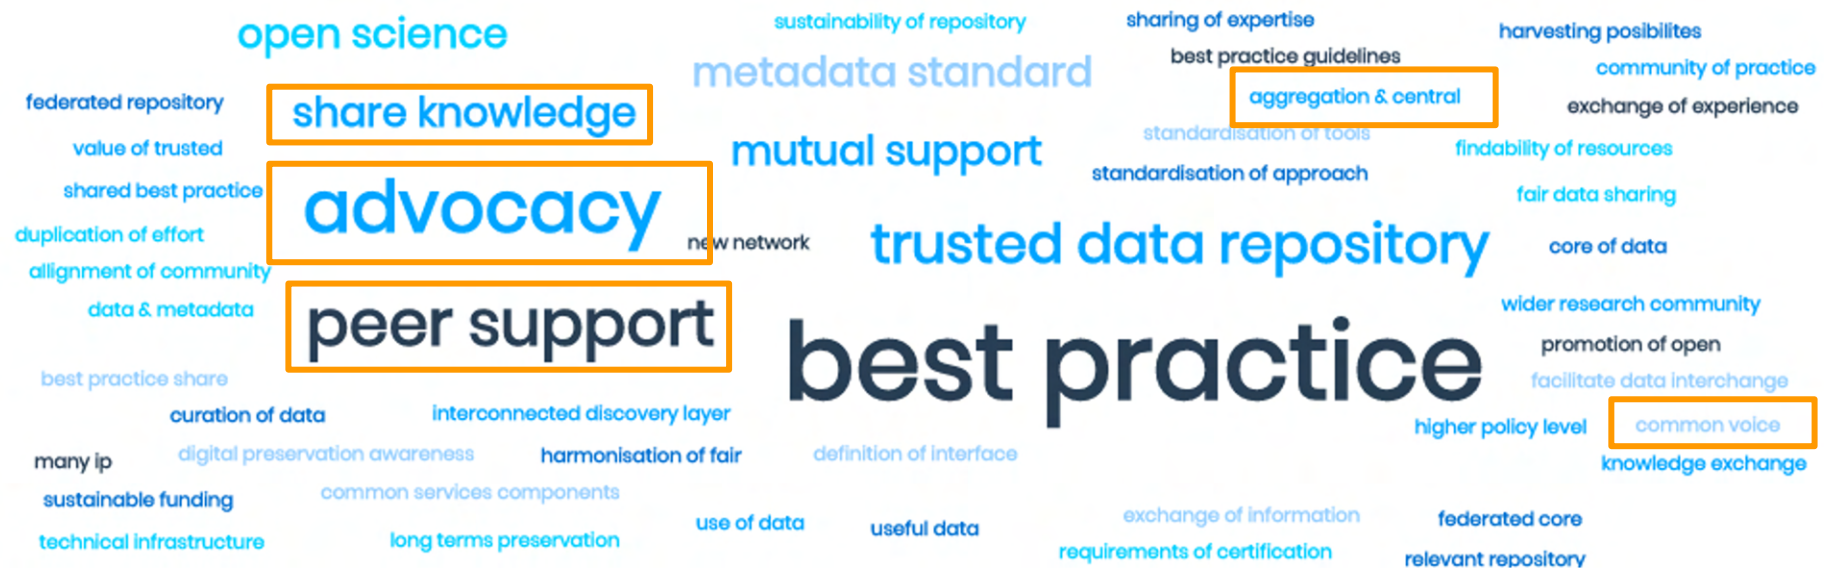 open science
sustainability of repository
sharing of expertise
harvesting posibilites
best practice guidelines
metadata standard
community of practice
federated repository
share knowledge
aggregation & central
exchange of experience
standardisation of tools
value of trusted
mutual support
findability of resources
standardisation of approach
shared best practice
advocacy
fair data sharing
duplication of effort
new network
trusted data repository
core of data
allignment of community
data & metadata
peer support
wider research community
best practice
promotion of open
best practice share
facilitate data interchange
curation of data
interconnected discovery layer
higher policy level
common voice
many ip
digital preservation awareness
harmonisation of fair
definition of interface
knowledge exchange
sustainable funding
common services components
use of data
useful data
exchange of information
federated core
technical infrastructure
long terms preservation
requirements of certification
relevant repository